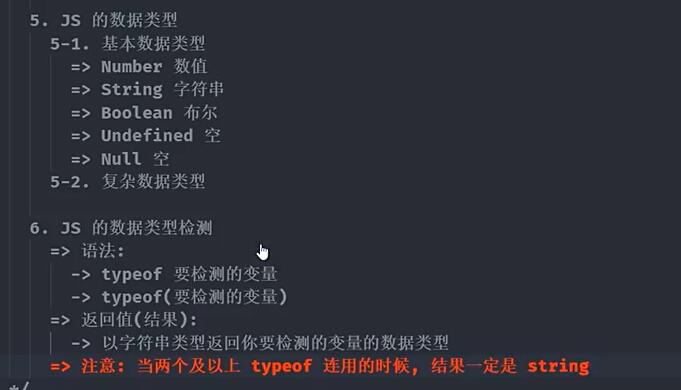 5. JS 的数据类型
5-1. 基本数据类型
=> Number 数值
=> String 字符串
=> Boolean 布尔
=> Undefined 空
=> Null 空
5-2. 复杂数据类型
6. JS 的数据类型检测
=> 语法:
-> typeof 要检测的变量
-> typeof(要检测的变量)
=> 返回值(结果):
-> 以字符串类型返回你要检测的变量的数据类型
=> 注意: 当两个及以上 typeof 连用的时候, 结果一定是 string
*/